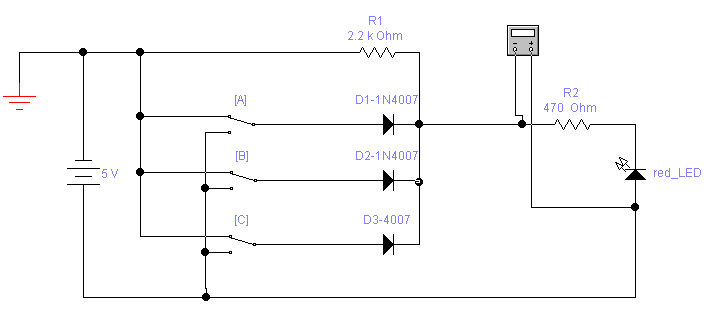 R1
2.2 k Ohm
[A]
D1-1N4007
R2
470 Ohm
[B]
D2-1N4007
5 V
red_LED
[C]
D3-4007